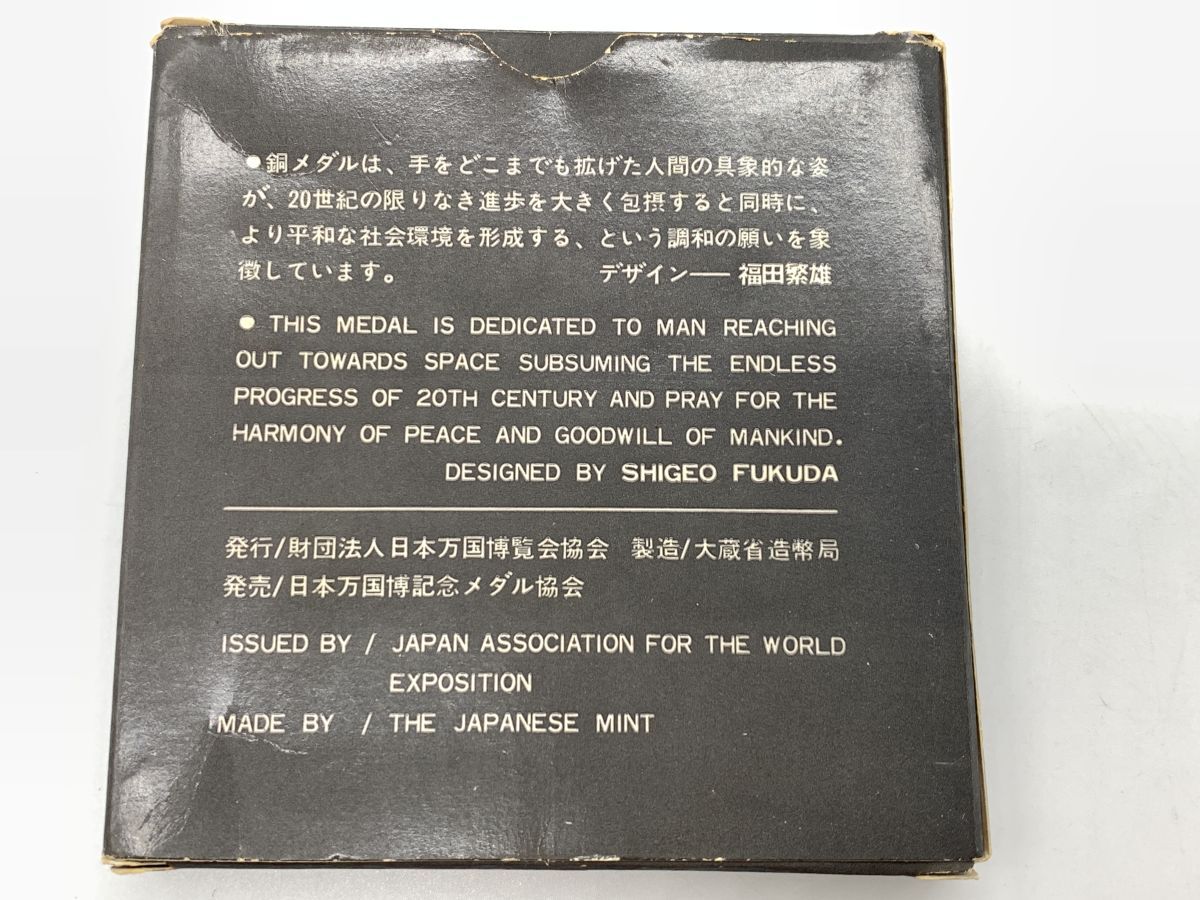 ●銅メダルは、手をどこまでも拡げた人間の具象的な姿
が、20世紀の限りなき進歩を大きく包摂すると同時に、
より平和な社会環境を形成する、という調和の願いを象
徴しています。 デザイン── 福田繁雄
● THIS MEDAL IS DEDICATED TO MAN REACHING
OUT TOWARDS SPACE SUBSUMING THE ENDLESS
PROGRESS OF 20TH CENTURY AND PRAY FOR THE
HARMONY OF PEACE AND GOODWILL OF MANKIND.
DESIGNED BY SHIGEO FUKUDA
発行/財団法人日本万国博覧会協会 製造/大蔵省造幣局
発売/日本万国博記念メダル協会
ISSUED BY / JAPAN ASSOCIATION FOR THE WORLD
EXPOSITION
MADE BY / THE JAPANESE MINT